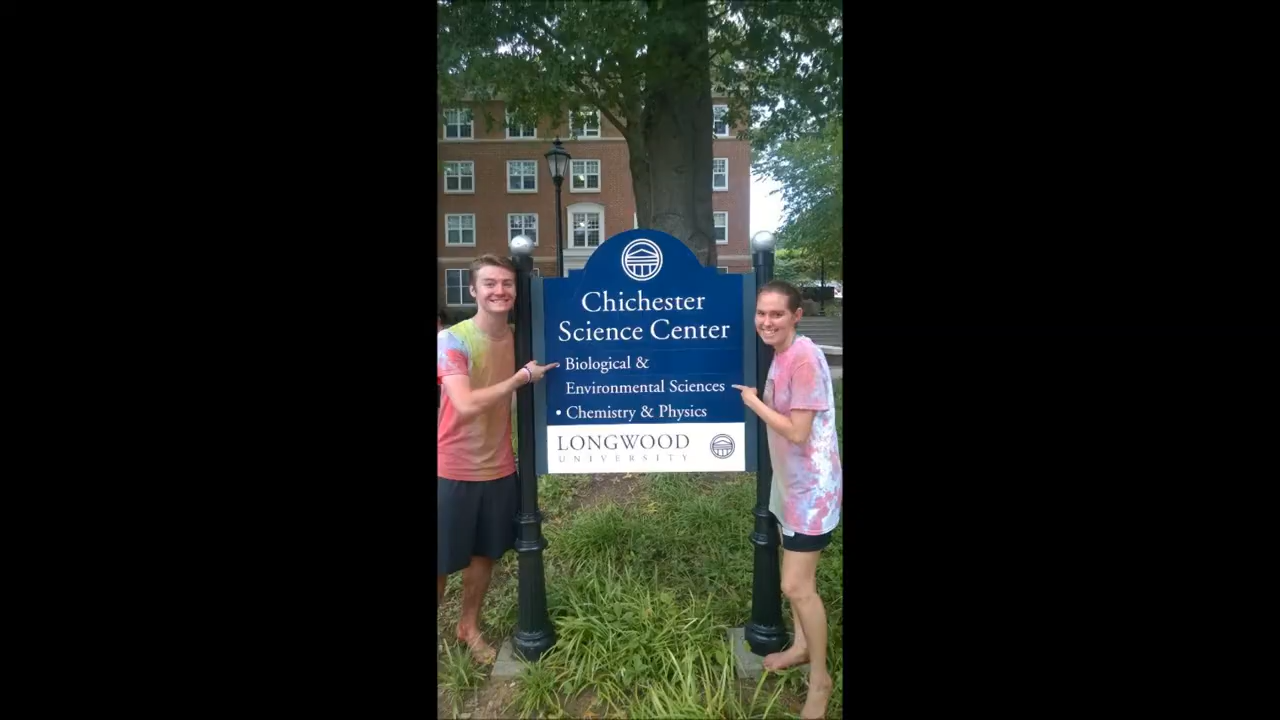 Chichester
Science Center
Biological &
Environmental Sciences
• Chemistry & Physics
LONGWOOD
UNIVERSITY